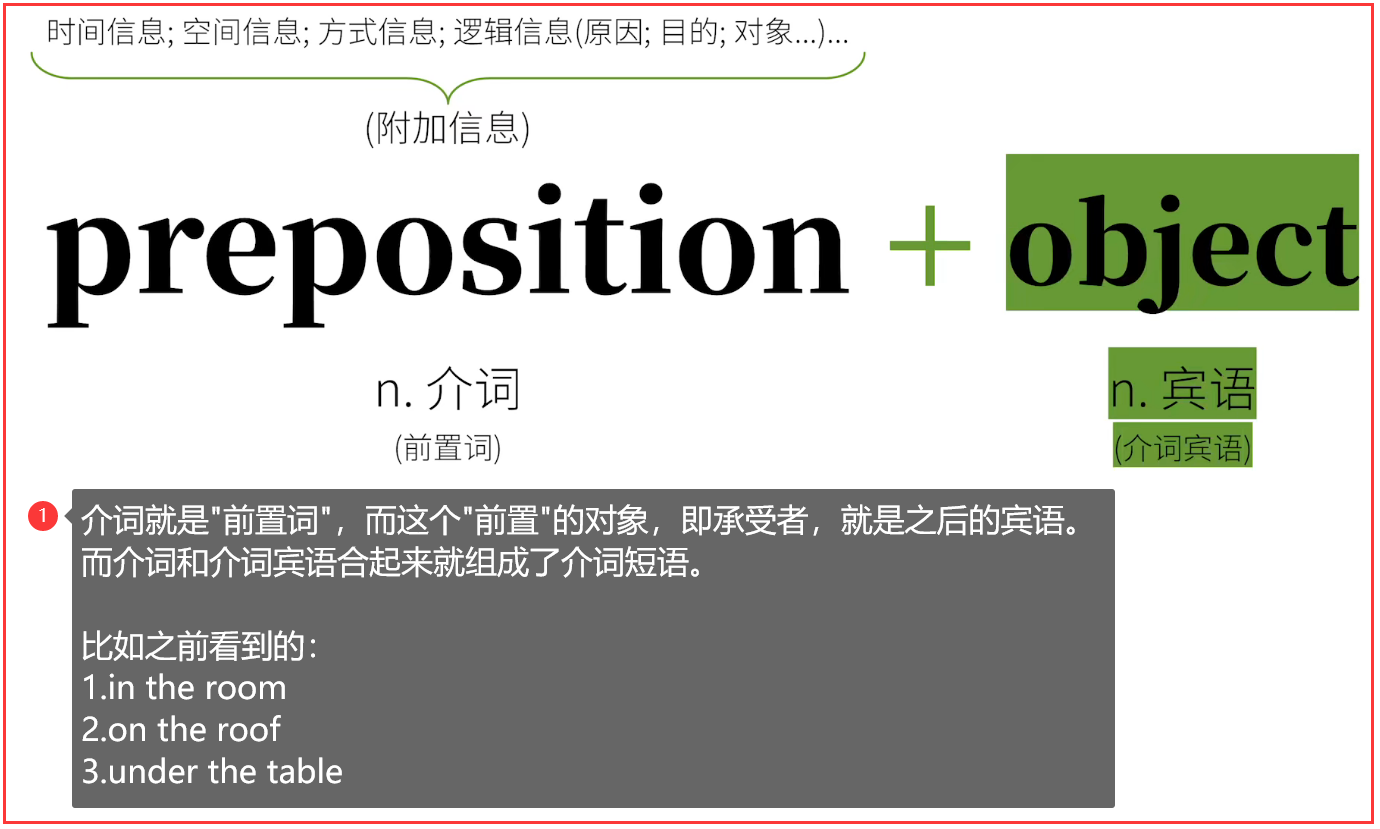 时间信息; 空间信息; 方式信息; 逻辑信息(原因; 目的; 对象...)...
(附加信息)
preposition + object
n. 介词
n. 宾语
(前置词)
(介词宾语)
1
介词就是"前置词"，而这个"前置"的对象，即承受者，就是之后的宾语。
而介词和介词宾语合起来就组成了介词短语。
比如之前看到的：
1.in the room
2.on the roof
3.under the table